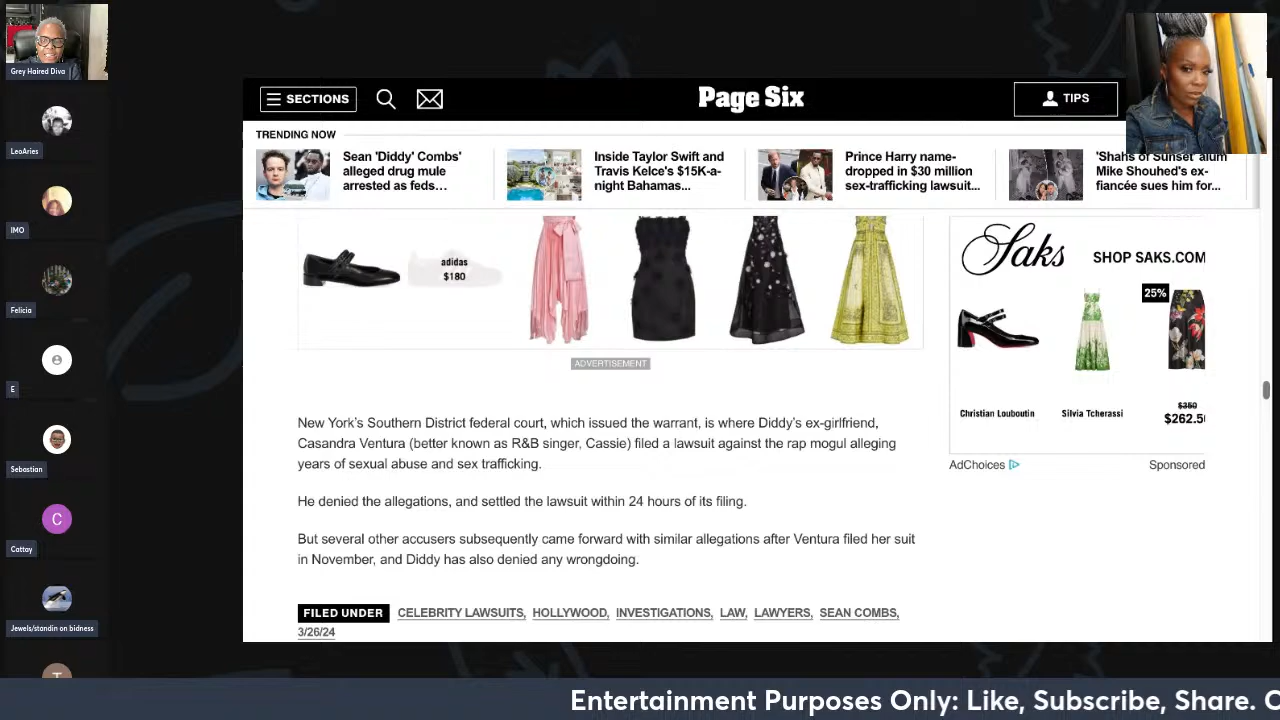 Grey Haired Diva
LeoAries
IMO
Felicia
E
Sebastian
C
Cattay
Jewels/standin on bidness
T
SECTIONS
Page Six
TIPS
TRENDING NOW
Sean 'Diddy' Combs'
alleged drug mule
arrested as feds...
Inside Taylor Swift and
Travis Kelce's $15K-a-
night Bahamas...
Prince Harry name-
dropped in $30 million
sex-trafficking lawsuit...
'Shahs of Sunset' alum
Mike Shouhed's ex-
fiancée sues him for...
adidas
$180
ADVERTISEMENT
Saks
SHOP SAKS.COM
25%
Christian Louboutin
Silvia Tcherassi
$350
$262.50
AdChoices
Sponsored
New York's Southern District federal court, which issued the warrant, is where Diddy's ex-girlfriend,
Casandra Ventura (better known as R&B singer, Cassie) filed a lawsuit against the rap mogul alleging
years of sexual abuse and sex trafficking.
He denied the allegations, and settled the lawsuit within 24 hours of its filing.
But several other accusers subsequently came forward with similar allegations after Ventura filed her suit
in November, and Diddy has also denied any wrongdoing.
FILED UNDER CELEBRITY LAWSUITS, HOLLYWOOD, INVESTIGATIONS, LAW, LAWYERS, SEAN COMBS,
3/26/24
Entertainment Purposes Only: Like, Subscribe, Share. C